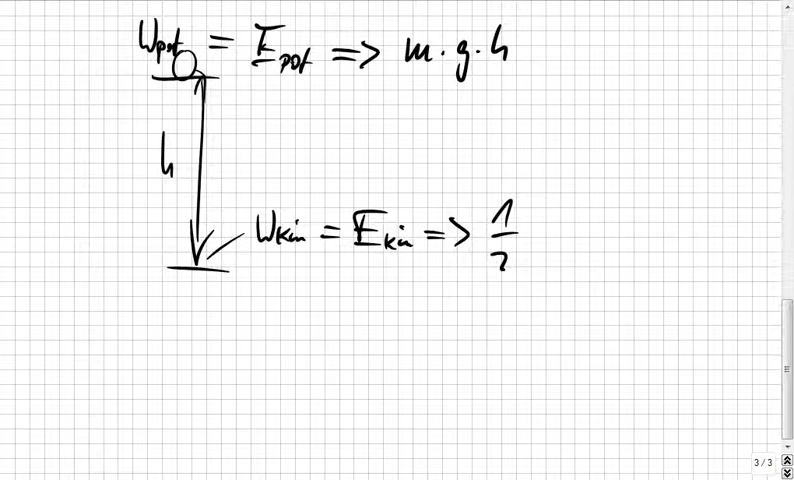 Wpot = Epot => m·g·h
h
Wkin = Ekin => 1/2
3 / 3